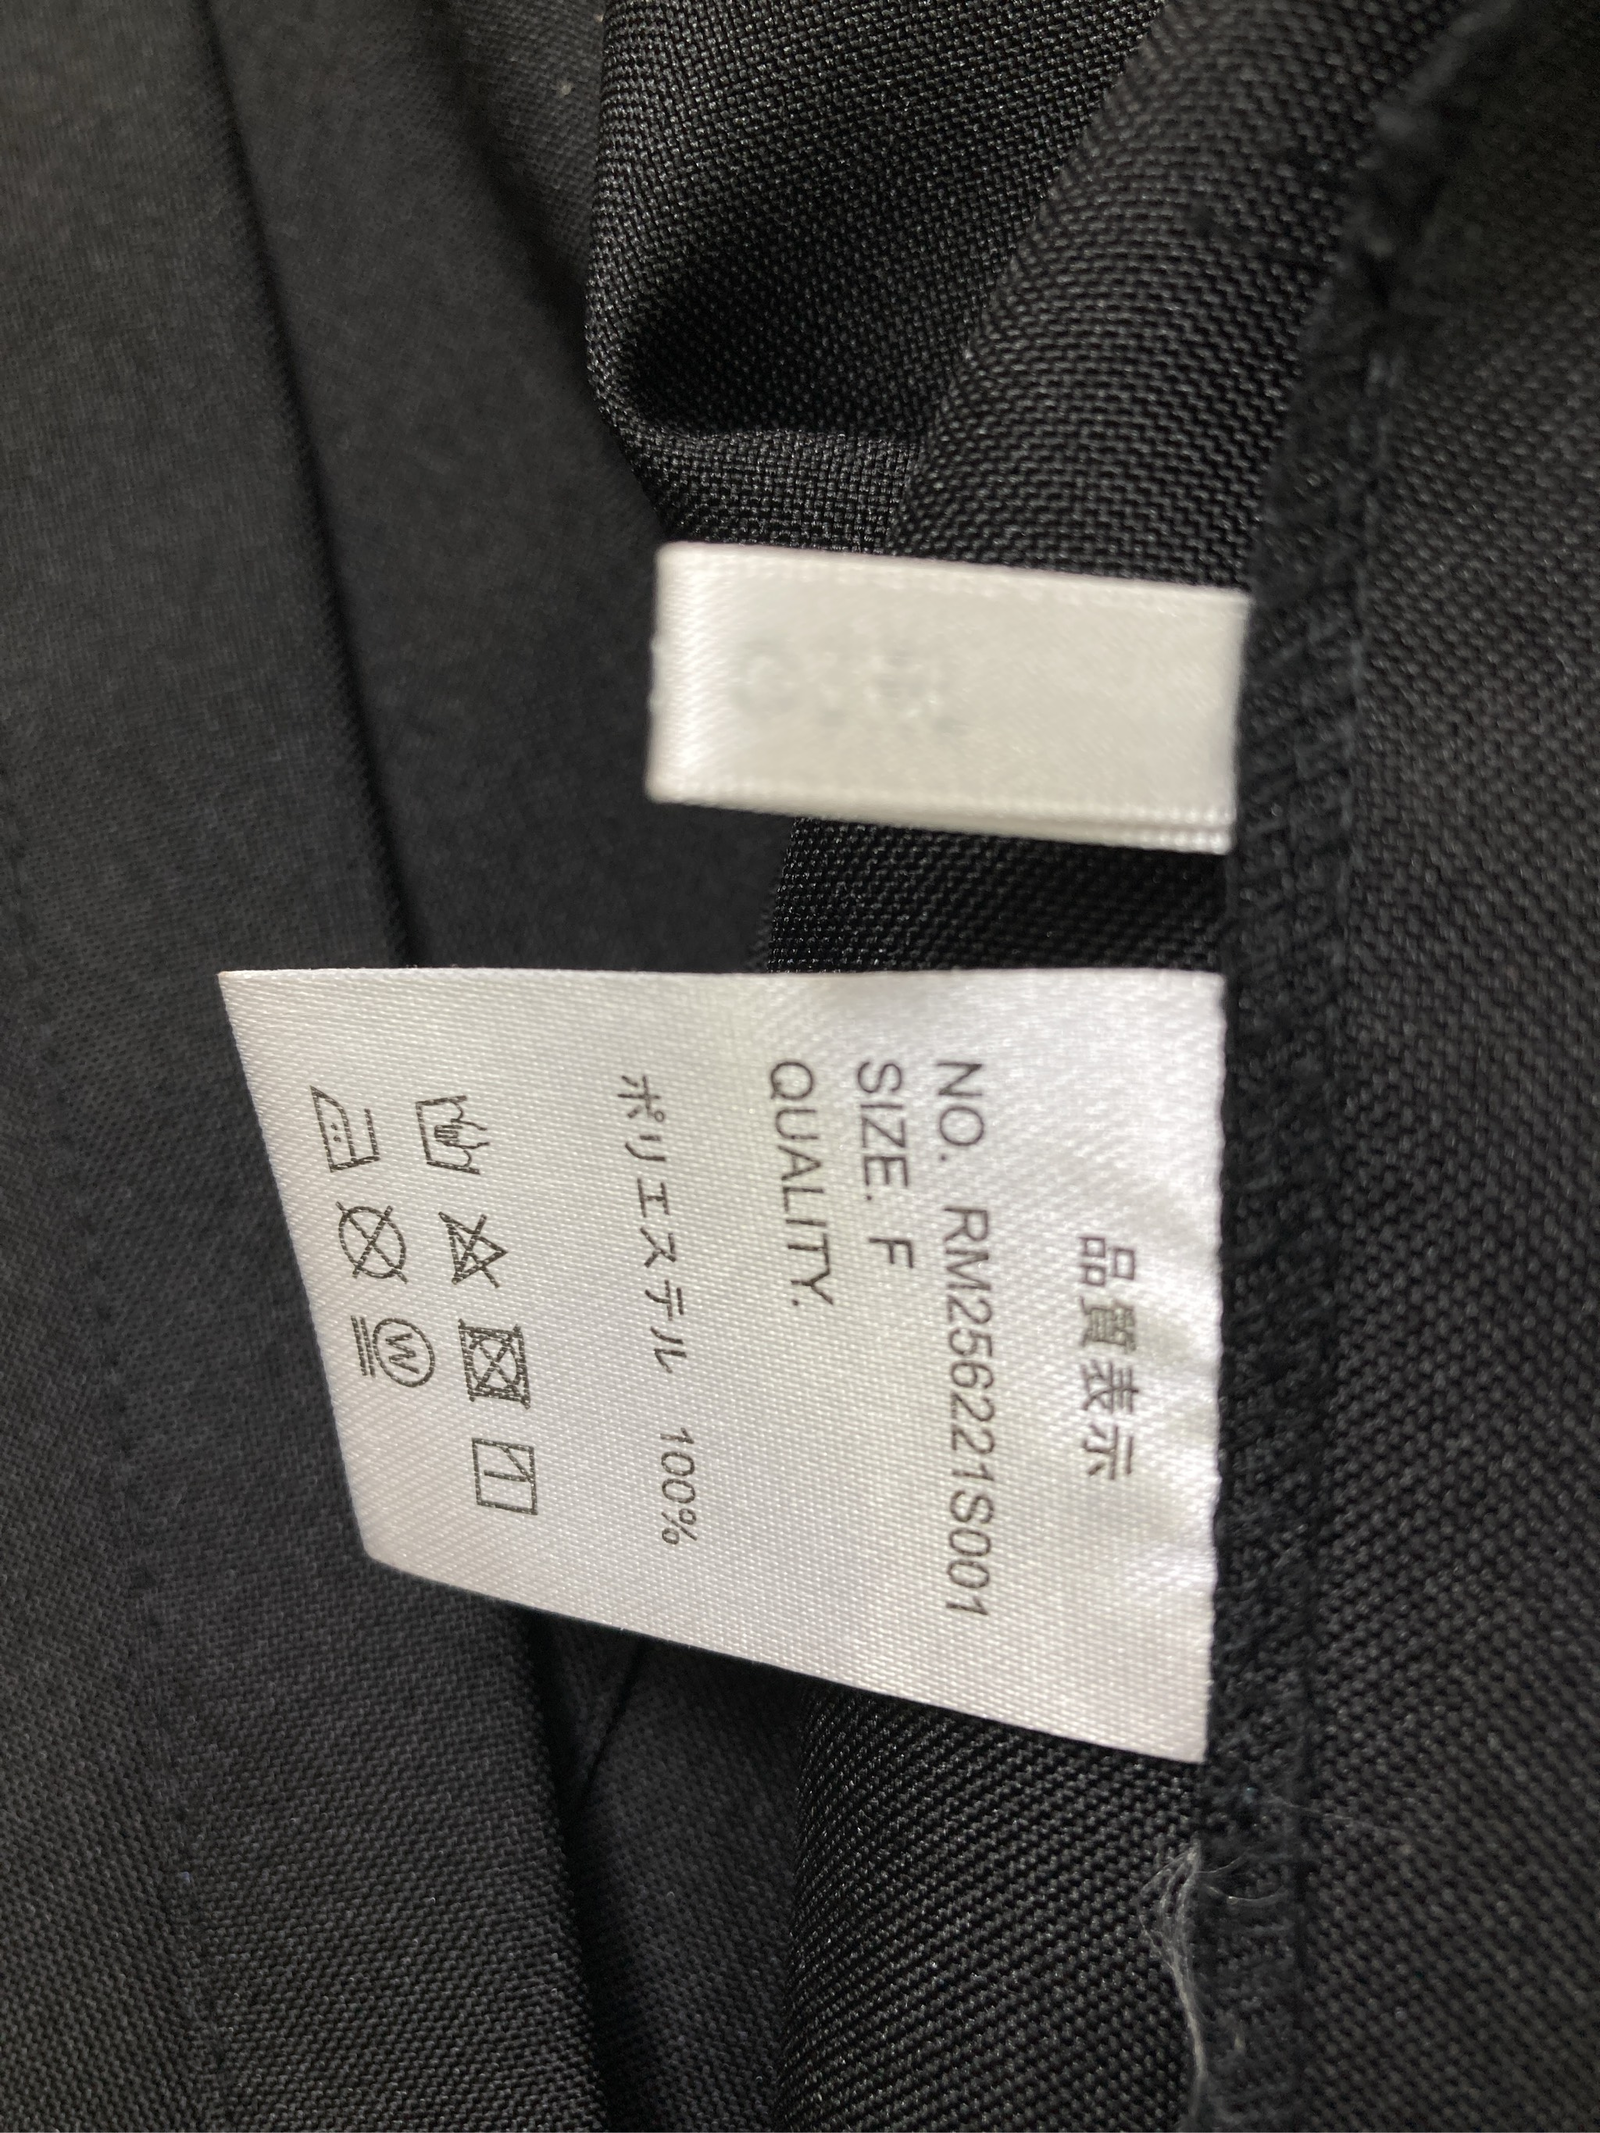 品質表示
NO. RM256221S001
SIZE. F
QUALITY.
ポリエステル 100%
W